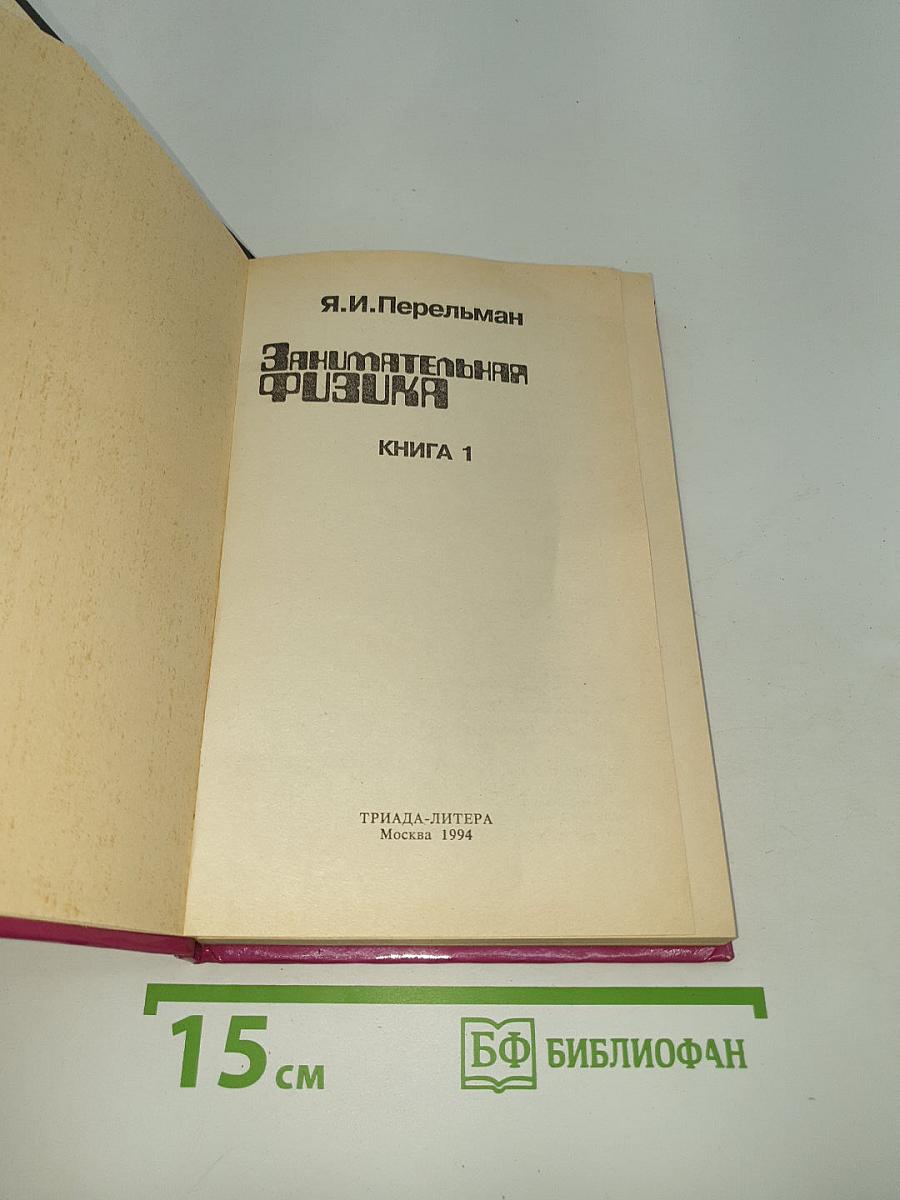 Я.И.Перельман
Занимательная
физика
КНИГА 1
ТРИАДА-ЛИТЕРА
Москва 1994
15 см
БФ БИБЛИОФАН